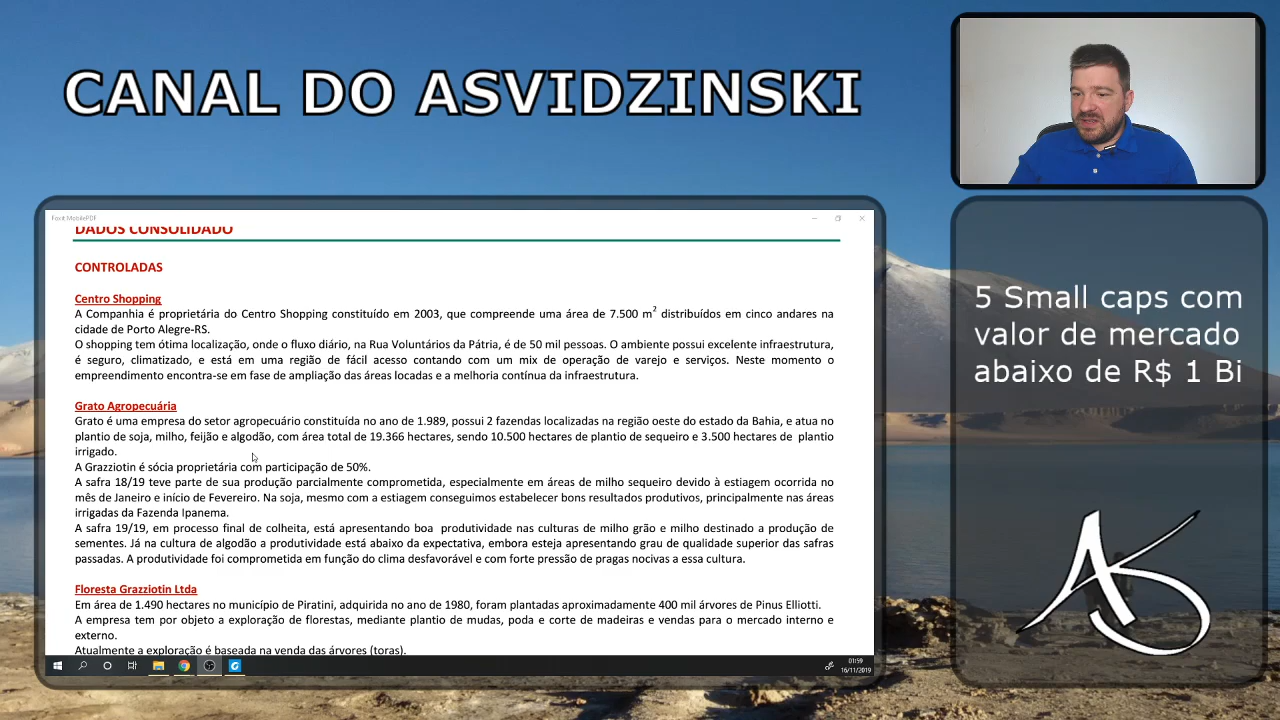 CANAL DO ASVIDZINSKI
Foxit MobilePDF
DADOS CONSOLIDADO
CONTROLADAS
Centro Shopping
A Companhia é proprietária do Centro Shopping constituído em 2003, que compreende uma área de 7.500 m² distribuídos em cinco andares na
cidade de Porto Alegre-RS.
O shopping tem ótima localização, onde o fluxo diário, na Rua Voluntários da Pátria, é de 50 mil pessoas. O ambiente possui excelente infraestrutura,
é seguro, climatizado, e está em uma região de fácil acesso contando com um mix de operação de varejo e serviços. Neste momento o
empreendimento encontra-se em fase de ampliação das áreas locadas e a melhoria contínua da infraestrutura.
Grato Agropecuária
Grato é uma empresa do setor agropecuário constituída no ano de 1.989, possui 2 fazendas localizadas na região oeste do estado da Bahia, e atua no
plantio de soja, milho, feijão e algodão, com área total de 19.366 hectares, sendo 10.500 hectares de plantio de sequeiro e 3.500 hectares de plantio
irrigado.
A Grazziotin é sócia proprietária com participação de 50%.
A safra 18/19 teve parte de sua produção parcialmente comprometida, especialmente em áreas de milho sequeiro devido à estiagem ocorrida no
mês de Janeiro e início de Fevereiro. Na soja, mesmo com a estiagem conseguimos estabelecer bons resultados produtivos, principalmente nas áreas
irrigadas da Fazenda Ipanema.
A safra 19/19, em processo final de colheita, está apresentando boa produtividade nas culturas de milho grão e milho destinado a produção de
sementes. Já na cultura de algodão a produtividade está abaixo da expectativa, embora esteja apresentando grau de qualidade superior das safras
passadas. A produtividade foi comprometida em função do clima desfavorável e com forte pressão de pragas nocivas a essa cultura.
Floresta Grazziotin Ltda
Em área de 1.490 hectares no município de Piratini, adquirida no ano de 1980, foram plantadas aproximadamente 400 mil árvores de Pinus Elliotti.
A empresa tem por objeto a exploração de florestas, mediante plantio de mudas, poda e corte de madeiras e vendas para o mercado interno e
externo.
Atualmente a exploração é baseada na venda das árvores (toras).
01:59
16/11/2019
5 Small caps com
valor de mercado
abaixo de R$ 1 Bi